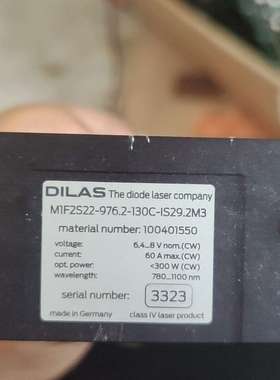 DILAS The diode laser company
M1F2S22-976.2-130C-IS29.2M3
material number: 100401550
voltage: 6,4...8 V nom.(CW)
current: 60 A max.(CW)
opt. power: <300 W (CW)
wavelength: 780...1100 nm
serial number: 3323
made in Germany class IV laser product